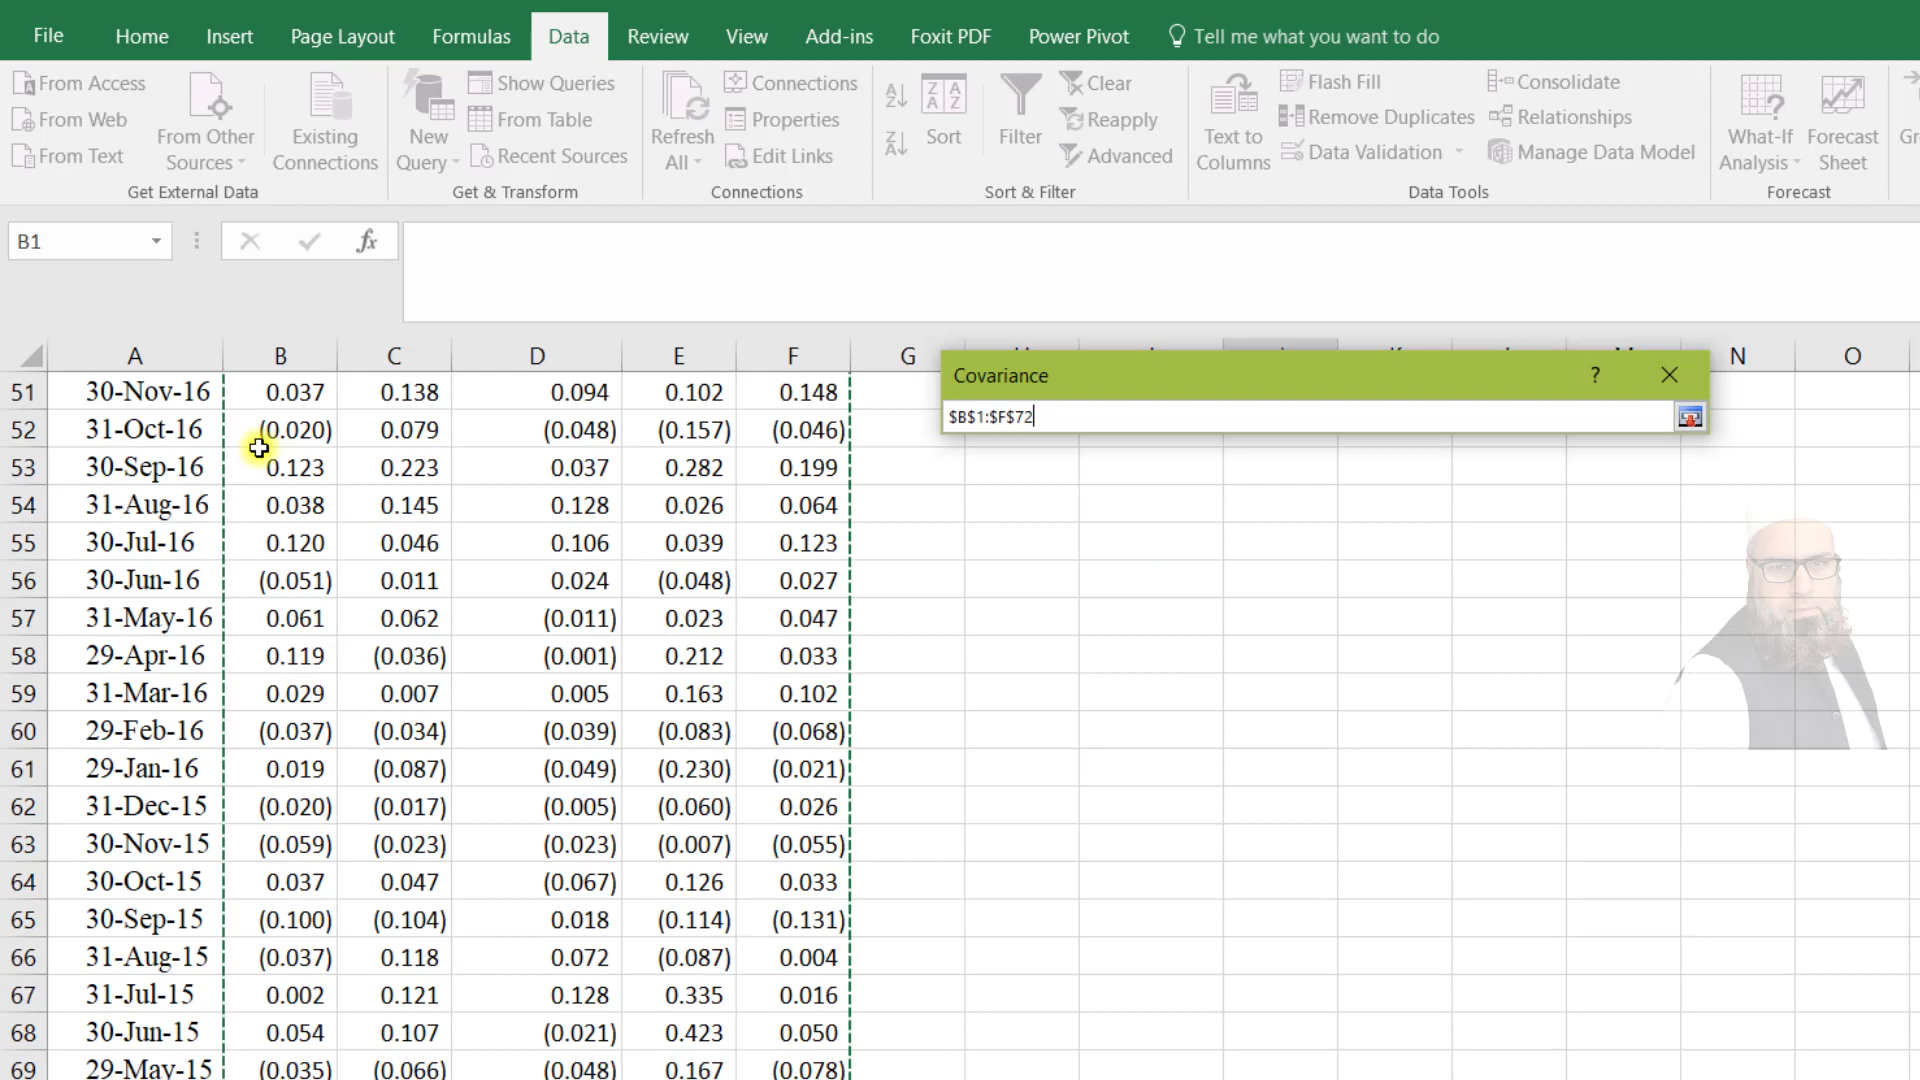 File Home Insert Page Layout Formulas Data Review View Add-ins Foxit PDF Power Pivot Tell me what you want to do
From Access
From Web
From Text
From Other Sources
Existing Connections
Get External Data
New Query
Show Queries
From Table
Recent Sources
Get & Transform
Refresh All
Connections
Properties
Edit Links
Connections
Sort
Filter
Clear
Reapply
Advanced
Sort & Filter
Text to Columns
Flash Fill
Remove Duplicates
Data Validation
Consolidate
Relationships
Manage Data Model
Data Tools
What-If Analysis
Forecast Sheet
Forecast
B1 fx
A B C D E F G N O
Covariance ? 
$B$1:$F$72
51 30-Nov-16 0.037 0.138 0.094 0.102 0.148
52 31-Oct-16 (0.020) 0.079 (0.048) (0.157) (0.046)
53 30-Sep-16 0.123 0.223 0.037 0.282 0.199
54 31-Aug-16 0.038 0.145 0.128 0.026 0.064
55 30-Jul-16 0.120 0.046 0.106 0.039 0.123
56 30-Jun-16 (0.051) 0.011 0.024 (0.048) 0.027
57 31-May-16 0.061 0.062 (0.011) 0.023 0.047
58 29-Apr-16 0.119 (0.036) (0.001) 0.212 0.033
59 31-Mar-16 0.029 0.007 0.005 0.163 0.102
60 29-Feb-16 (0.037) (0.034) (0.039) (0.083) (0.068)
61 29-Jan-16 0.019 (0.087) (0.049) (0.230) (0.021)
62 31-Dec-15 (0.020) (0.017) (0.005) (0.060) 0.026
63 30-Nov-15 (0.059) (0.023) (0.023) (0.007) (0.055)
64 30-Oct-15 0.037 0.047 (0.067) 0.126 0.033
65 30-Sep-15 (0.100) (0.104) 0.018 (0.114) (0.131)
66 31-Aug-15 (0.037) 0.118 0.072 (0.087) 0.004
67 31-Jul-15 0.002 0.121 0.128 0.335 0.016
68 30-Jun-15 0.054 0.107 (0.021) 0.423 0.050
69 29-May-15 (0.035) (0.066) (0.048) 0.167 (0.078)